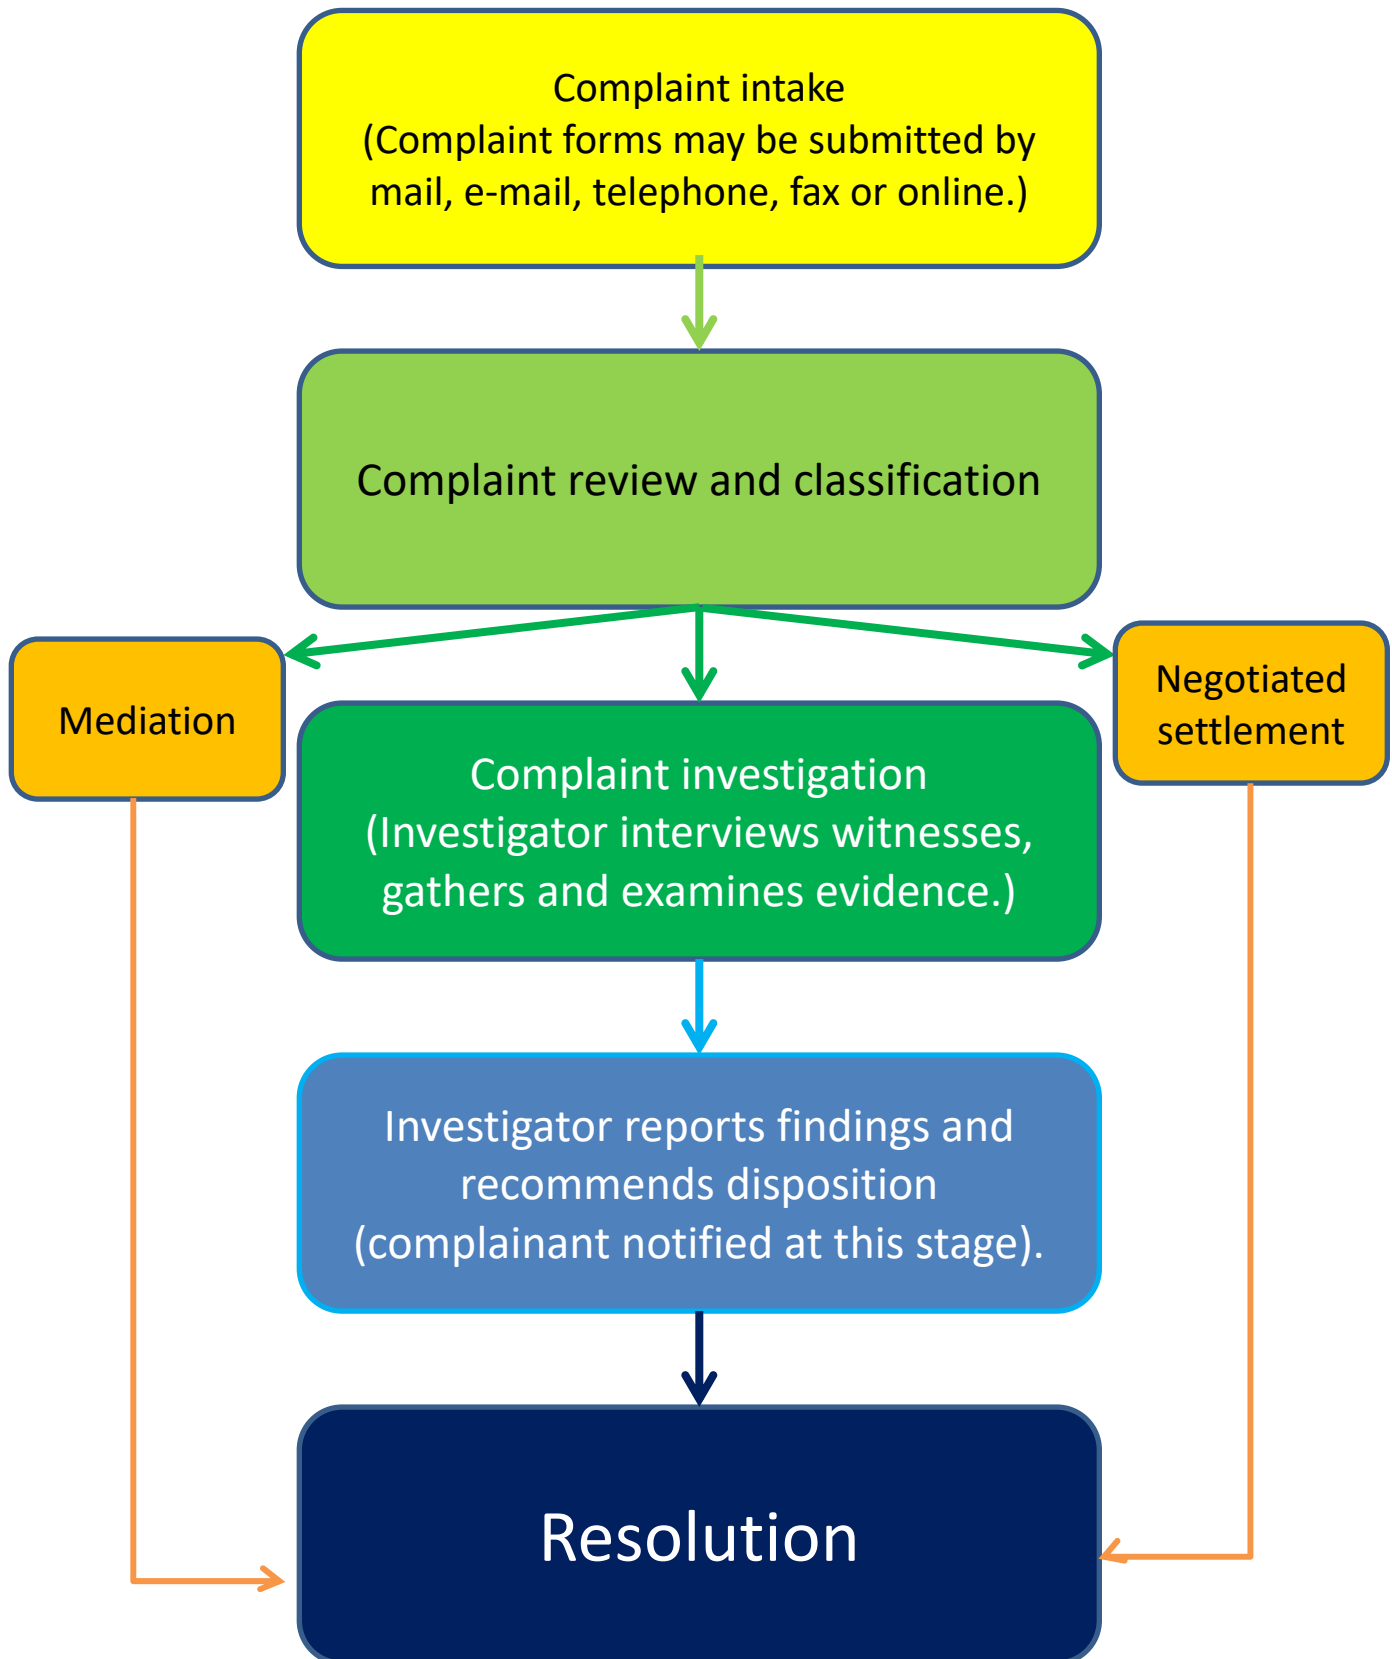 Complaint intake
(Complaint forms may be submitted by
mail, e-mail, telephone, fax or online.)
Complaint review and classification
Mediation
Negotiated
settlement
Complaint investigation
(Investigator interviews witnesses,
gathers and examines evidence.)
Investigator reports findings and
recommends disposition
(complainant notified at this stage).
Resolution